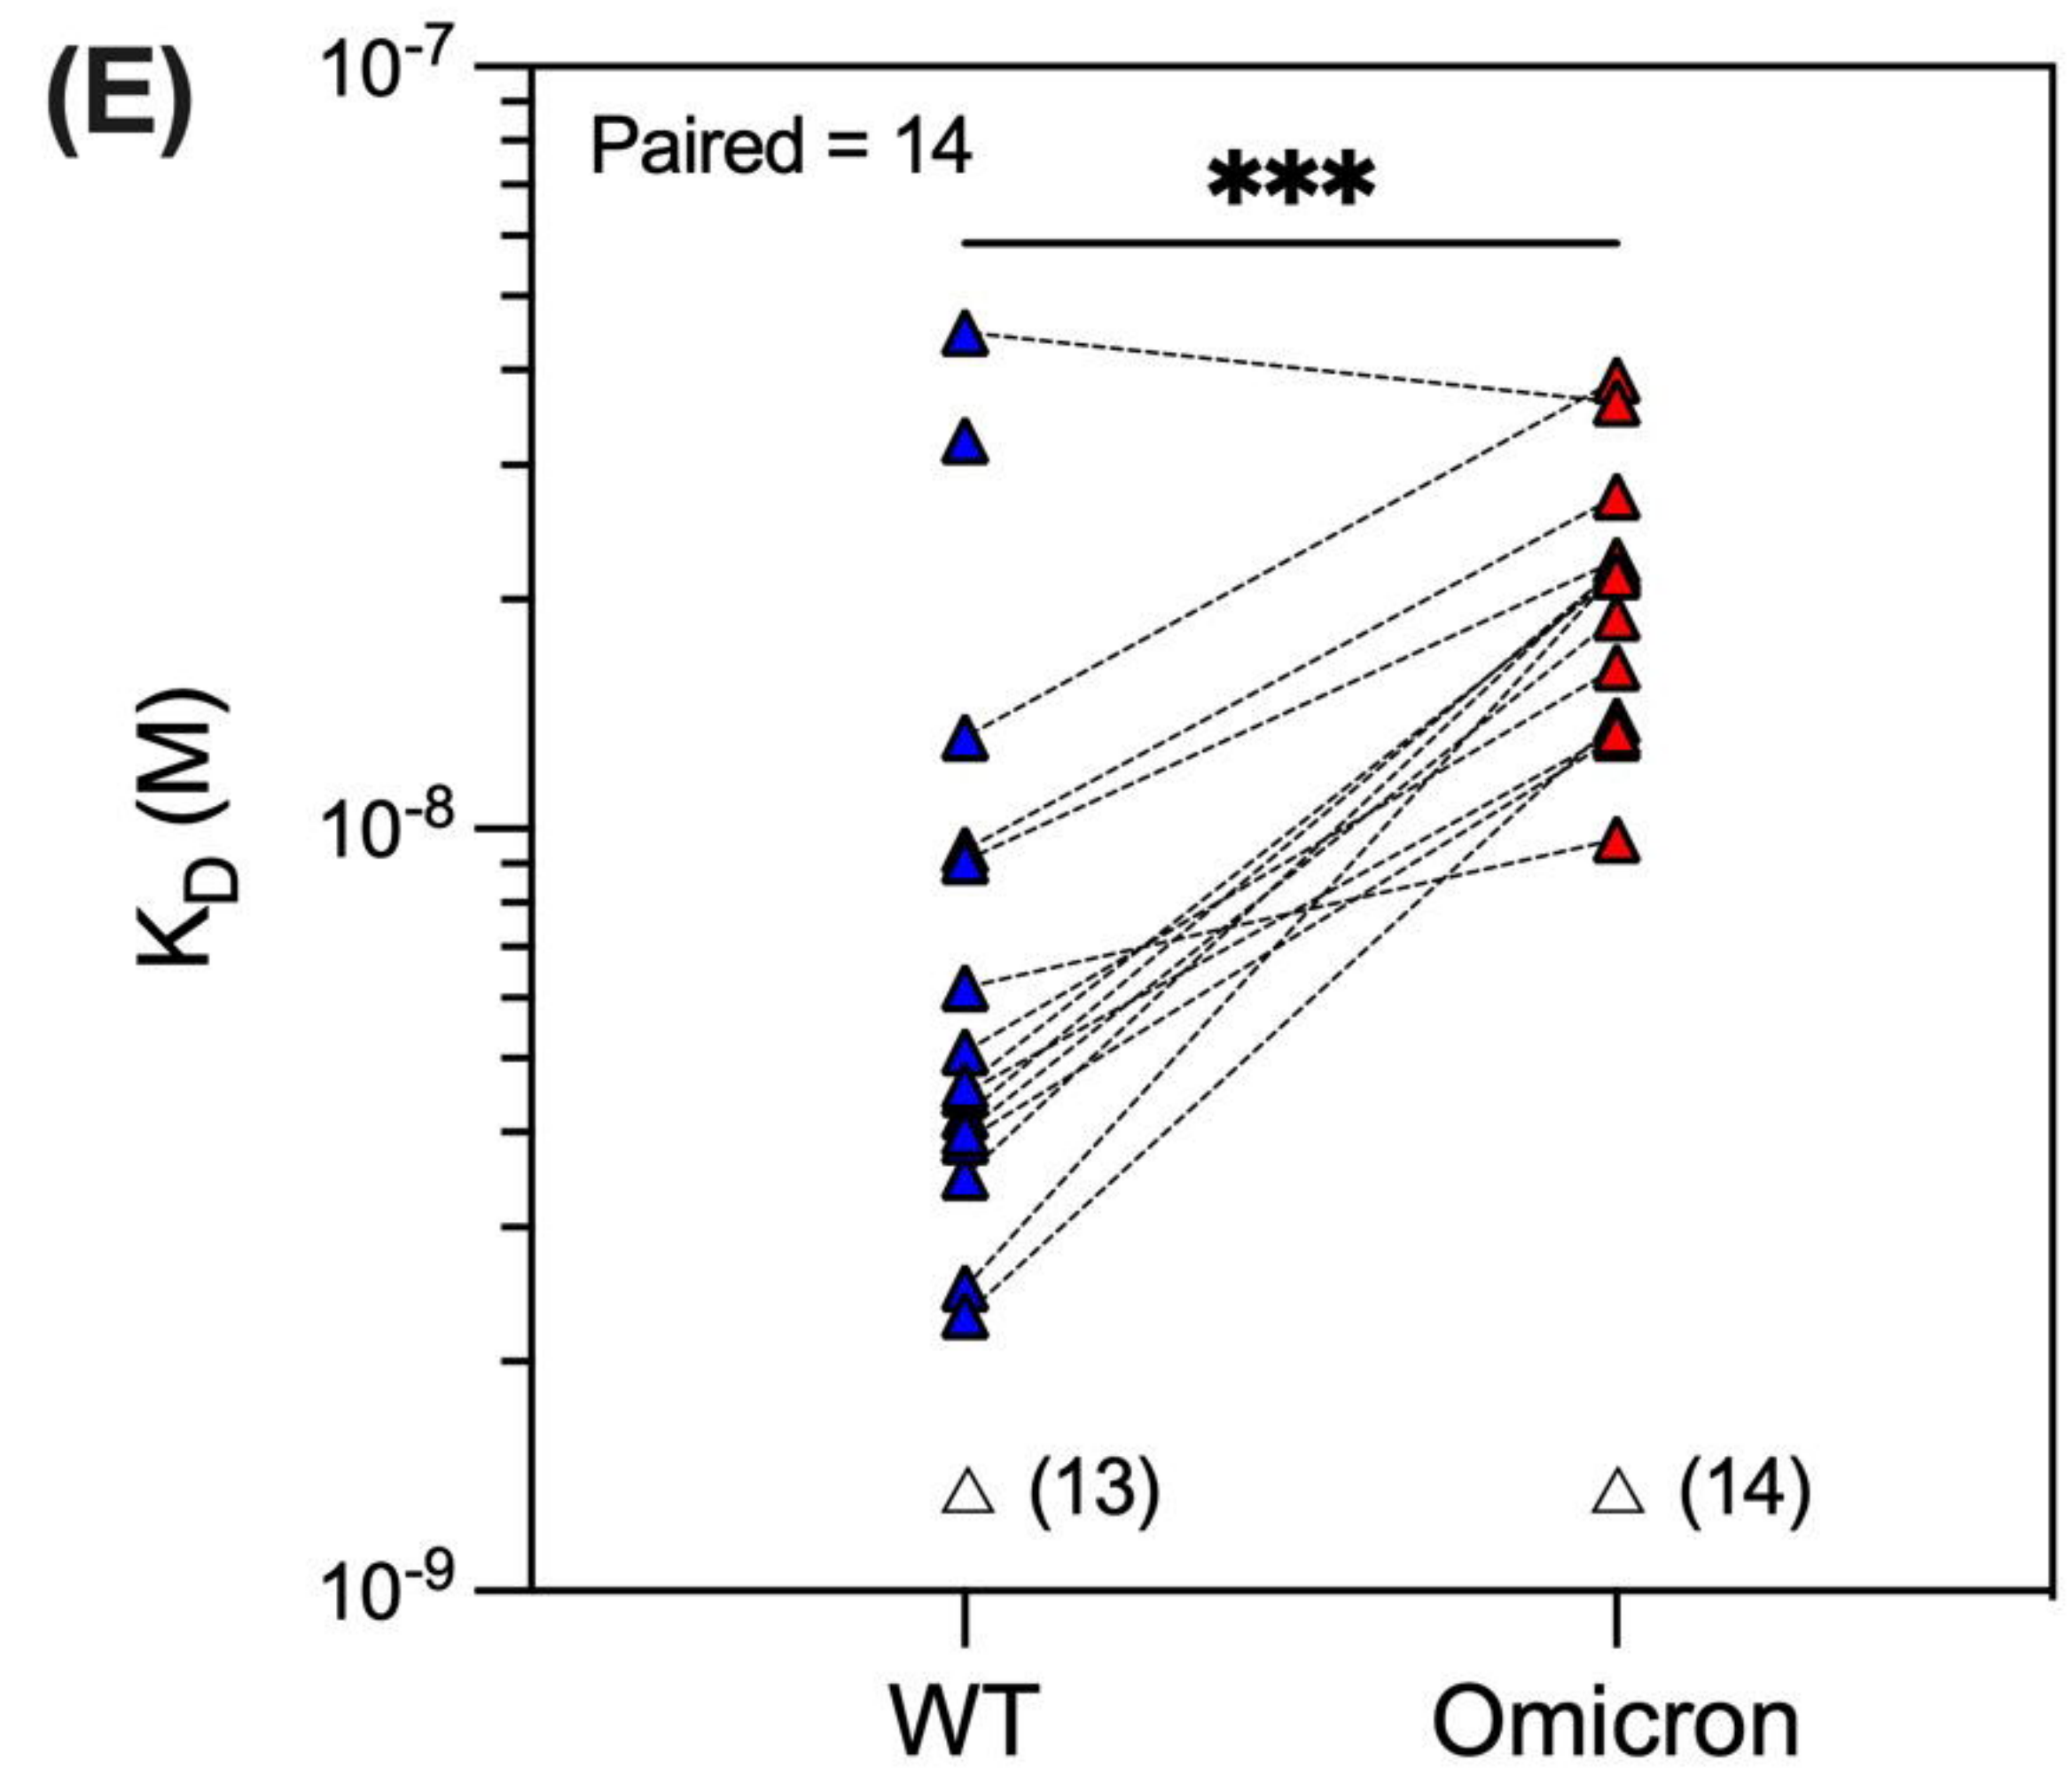 (E)
10-7
Paired = 14
***
KD (M)
10-8
△ (13)
△ (14)
10-9
WT
Omicron